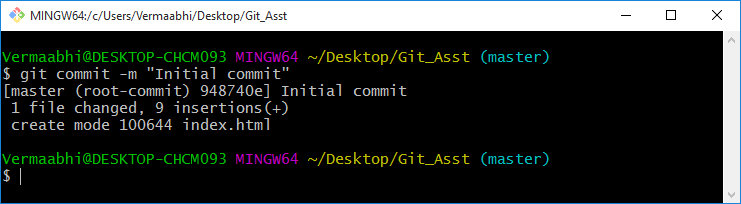 MINGW64:/c/Users/Vermaabhi/Desktop/Git_Asst
Vermaabhi@DESKTOP-CHCM093 MINGW64 ~/Desktop/Git_Asst (master)
$ git commit -m "Initial commit"
[master (root-commit) 948740e] Initial commit
 1 file changed, 9 insertions(+)
 create mode 100644 index.html
Vermaabhi@DESKTOP-CHCM093 MINGW64 ~/Desktop/Git_Asst (master)
$